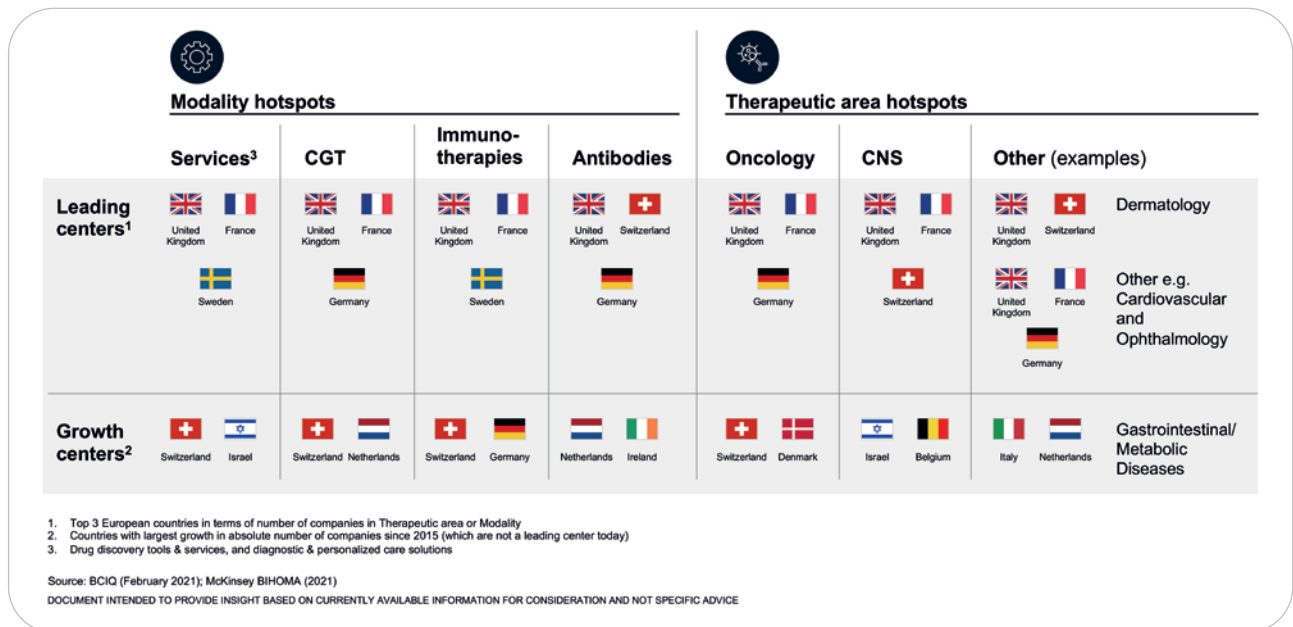 Modality hotspots
Therapeutic area hotspots
Services3
CGT
Immuno-
therapies
Antibodies
Oncology
CNS
Other (examples)
Leading
centers1
United
Kingdom
France
Sweden
United
Kingdom
France
Germany
United
Kingdom
France
Sweden
United
Kingdom
Switzerland
Germany
United
Kingdom
France
Germany
United
Kingdom
France
Switzerland
United
Kingdom
Switzerland
Dermatology
United
Kingdom
France
Germany
Other e.g.
Cardiovascular
and
Ophthalmology
Growth
centers2
Switzerland
Israel
Switzerland
Netherlands
Switzerland
Germany
Netherlands
Ireland
Switzerland
Denmark
Israel
Belgium
Italy
Netherlands
Gastrointestinal/
Metabolic
Diseases
1. Top 3 European countries in terms of number of companies in Therapeutic area or Modality
2. Countries with largest growth in absolute number of companies since 2015 (which are not a leading center today)
3. Drug discovery tools & services, and diagnostic & personalized care solutions
Source: BCIQ (February 2021); McKinsey BIHOMA (2021)
DOCUMENT INTENDED TO PROVIDE INSIGHT BASED ON CURRENTLY AVAILABLE INFORMATION FOR CONSIDERATION AND NOT SPECIFIC ADVICE